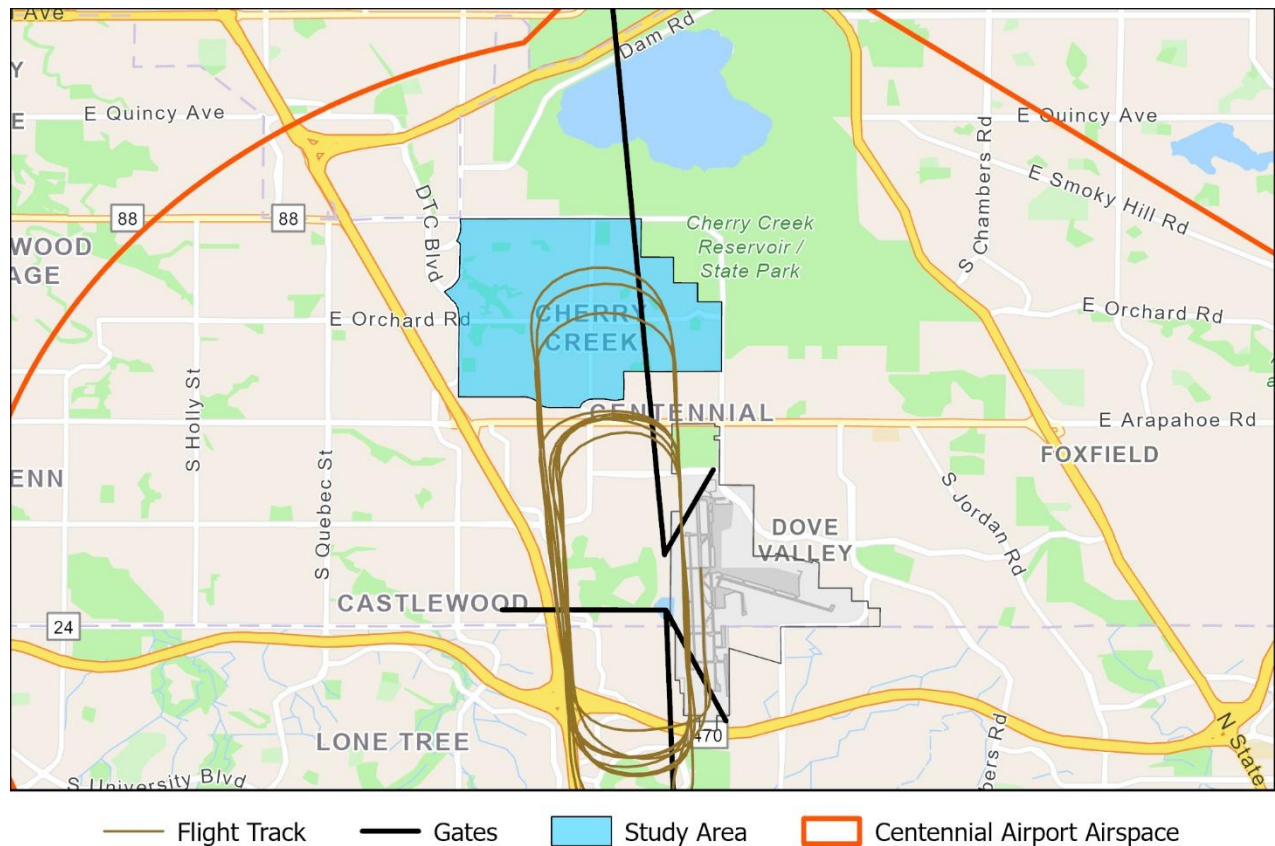 Ave
Dam Rd
Y
E
E Quincy Ave
E Quincy Ave
S Chambers Rd
E Smoky Hill Rd
88
88
DTC Blvd
WOOD
AGE
Cherry Creek
Reservoir /
State Park
E Orchard Rd
CHERRY
CREEK
E Orchard Rd
S Holly St
CENTENNIAL
E Arapahoe Rd
FOXFIELD
ENN
S Quebec St
S Jordan Rd
DOVE
VALLEY
CASTLEWOOD
24
LONE TREE
470
S University Blvd
bers Rd
N State
Flight Track
Gates
Study Area
Centennial Airport Airspace